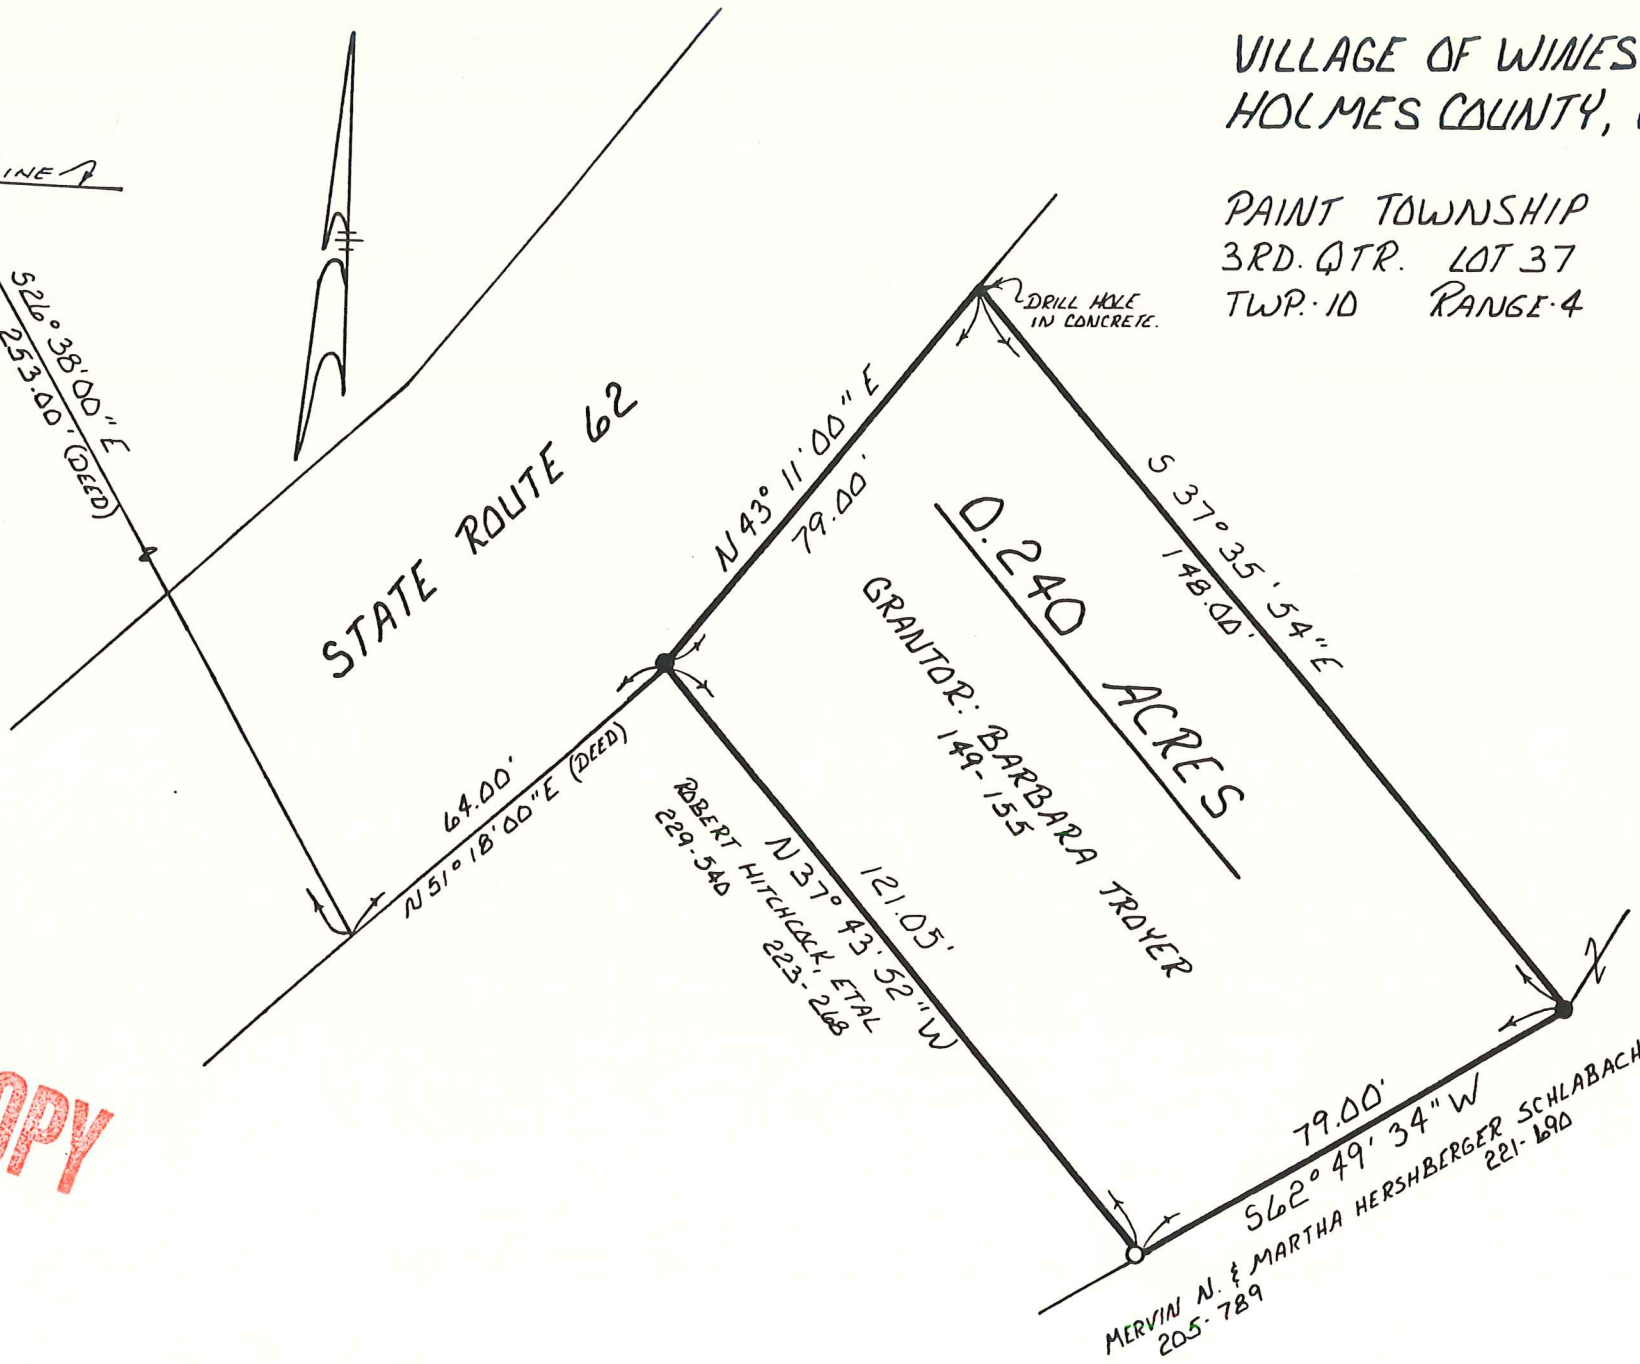 VILLAGE OF WINES
HOLMES COUNTY,
PAINT TOWNSHIP
3RD. QTR. LOT 37
TWP. 10 RANGE 4
INE
S26°38'00"E
253.00' (DEED)
STATE ROUTE 62
DRILL HOLE
IN CONCRETE.
N 43° 11' 00" E
79.00'
S 37° 35' 54" E
148.00'
0.240 ACRES
GRANTOR: BARBARA TROYER
149-155
64.00'
N 51° 18' 00" E (DEED)
121.05'
N 37° 43' 52" W
ROBERT HITCHCOCK, ETAL
229-540 223-268
79.00'
S62° 49' 34" W
MERVIN N. & MARTHA HERSHBERGER SCHLABACH
205-789 221-690
OPY